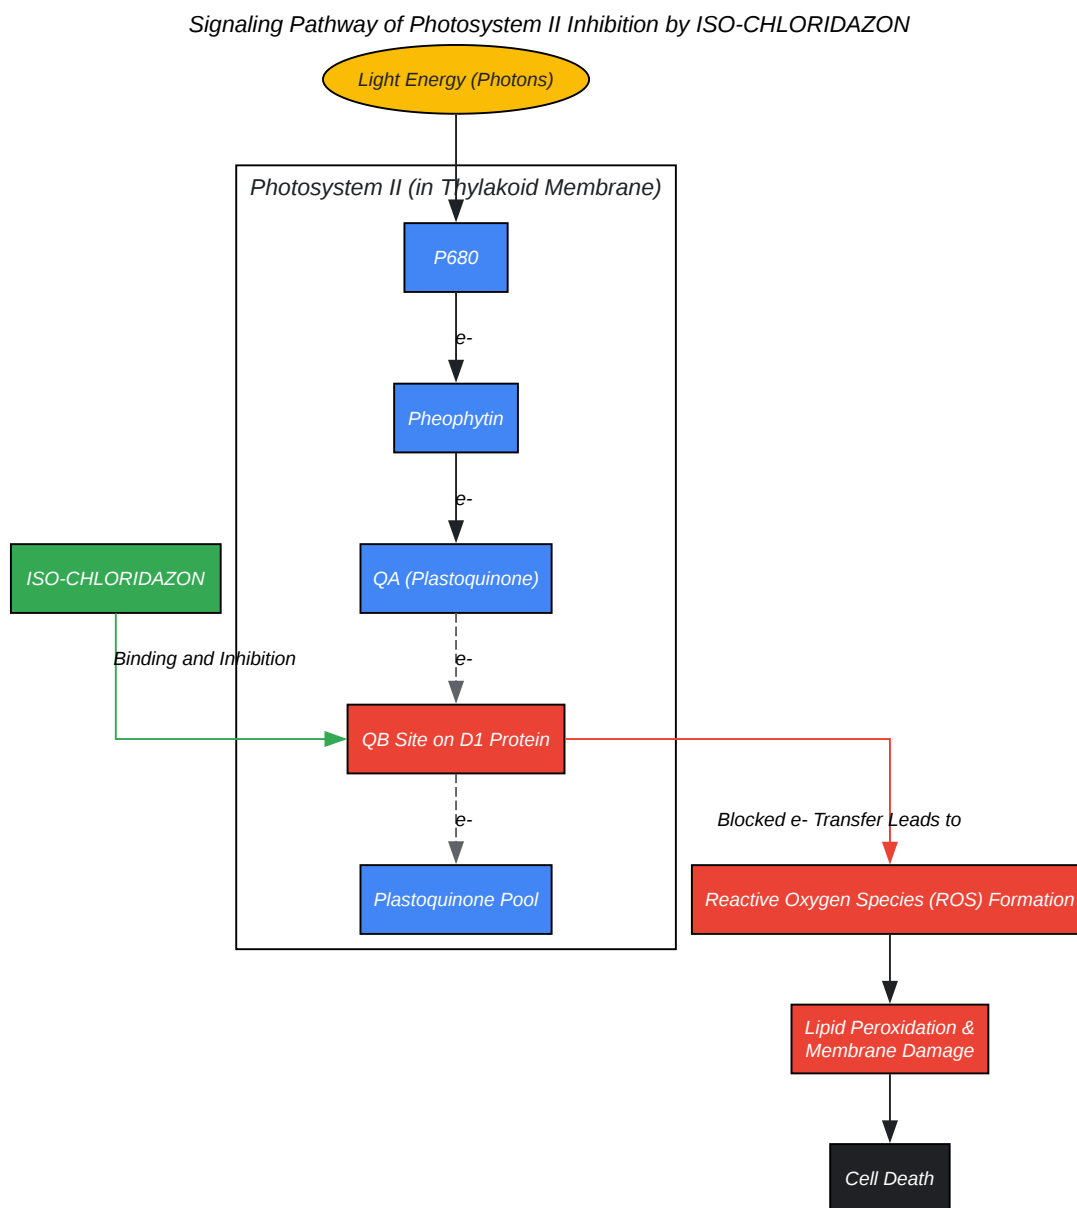 Signaling Pathway of Photosystem II Inhibition by ISO-CHLORIDAZON
Light Energy (Photons)
Photosystem II (in Thylakoid Membrane)
P680
e-
Pheophytin
e-
ISO-CHLORIDAZON
QA (Plastoquinone)
Binding and Inhibition
e-
QB Site on D1 Protein
e-
Blocked e- Transfer Leads to
Plastoquinone Pool
Reactive Oxygen Species (ROS) Formation
Lipid Peroxidation &
Membrane Damage
Cell Death